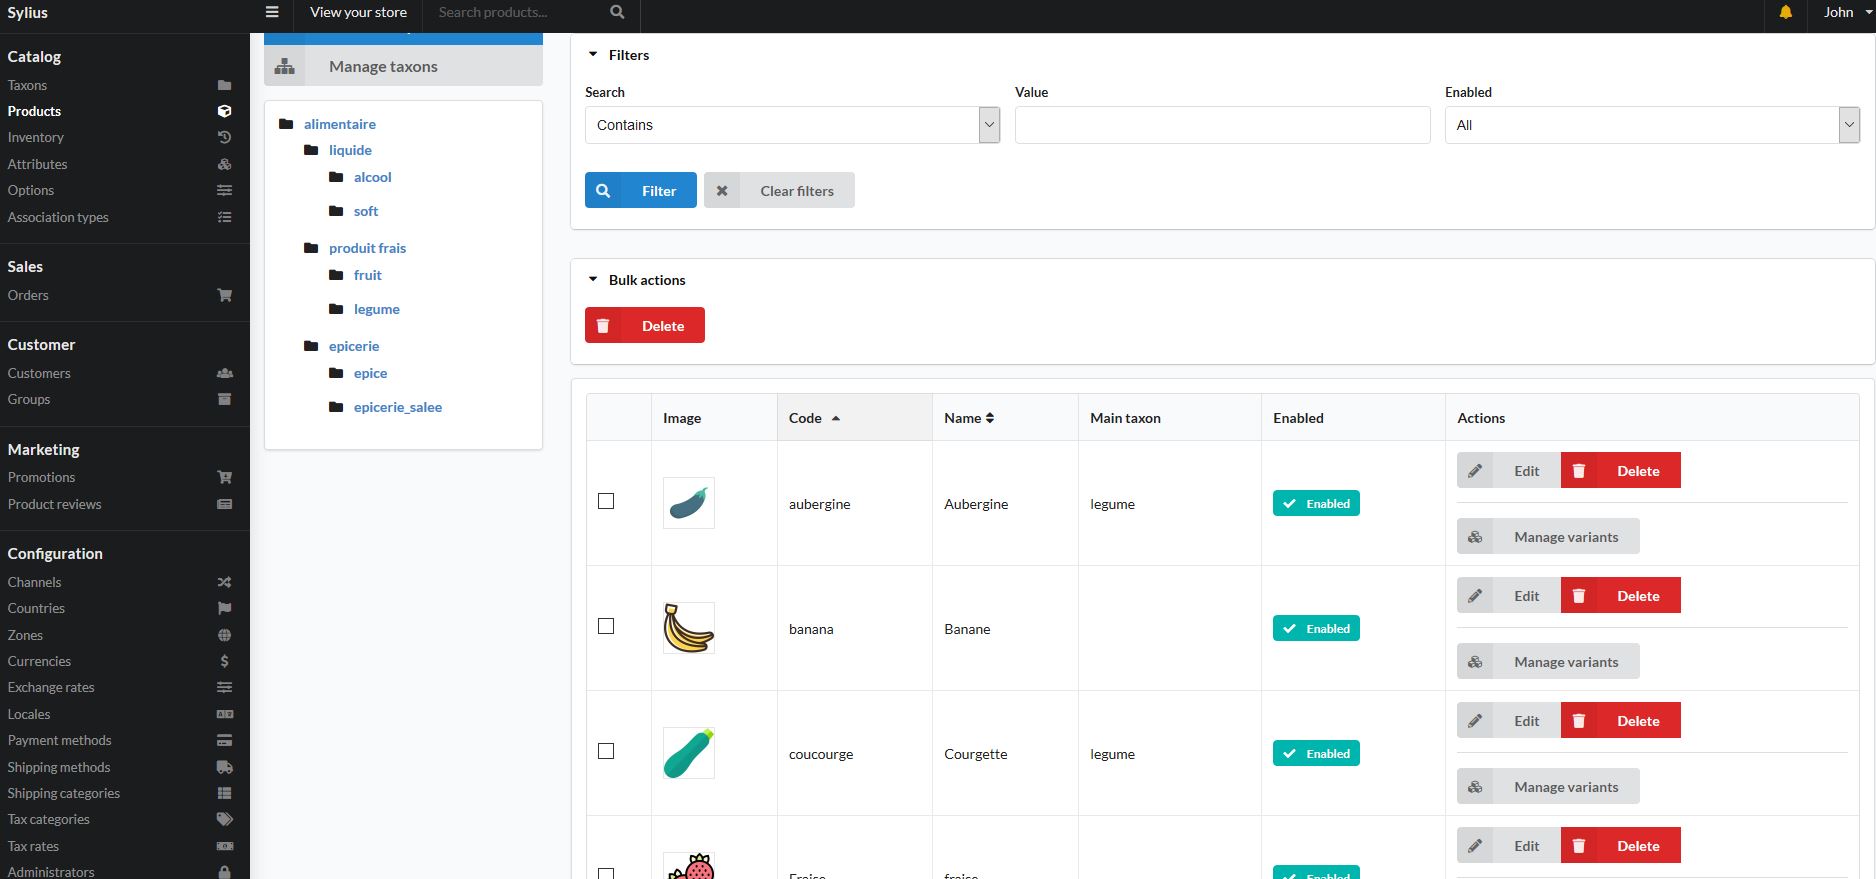 Sylius
View your store
Search products...
John
Catalog
Taxons
Products
Inventory
Attributes
Options
Association types
Sales
Orders
Customer
Customers
Groups
Marketing
Promotions
Product reviews
Configuration
Channels
Countries
Zones
Currencies
Exchange rates
Locales
Payment methods
Shipping methods
Shipping categories
Tax categories
Tax rates
Administrators
Manage taxons
alimentaire
liquide
alcool
soft
produit frais
fruit
legume
epicerie
epice
epicerie_salee
Filters
Search Value Enabled
Contains All
Filter Clear filters
Bulk actions
Delete
Image Code Name Main taxon Enabled Actions
Edit Delete
aubergine Aubergine legume Enabled
Manage variants
Edit Delete
banana Banane Enabled
Manage variants
Edit Delete
coucourge Courgette legume Enabled
Manage variants
Edit Delete
Fraise fraise Enabled